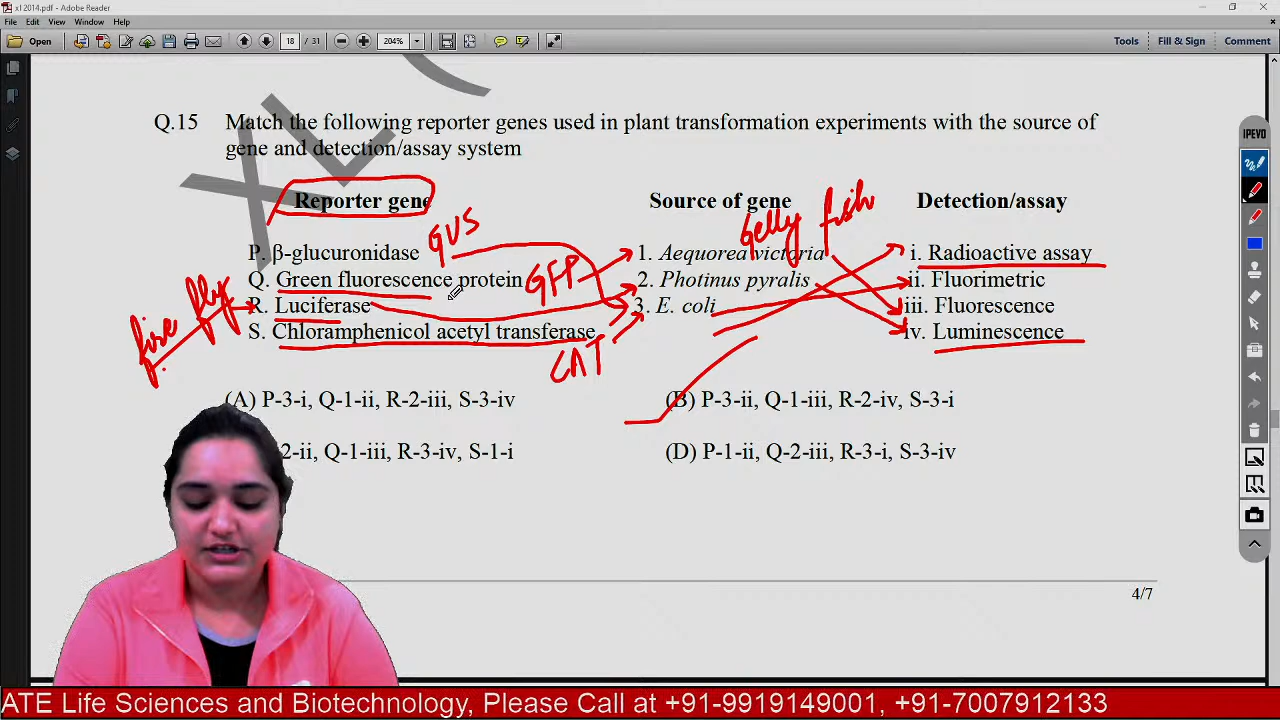 xl 2014.pdf - Adobe Reader
File Edit View Window Help
Open 18 / 31 204% Tools Fill & Sign Comment
XL (
Q.15 Match the following reporter genes used in plant transformation experiments with the source of
gene and detection/assay system
Reporter gene Source of gene Detection/assay
GUS Gelly fish
P. β-glucuronidase 1. Aequorea victoria i. Radioactive assay
Q. Green fluorescence protein GFP 2. Photinus pyralis ii. Fluorimetric
fire fly R. Luciferase 3. E. coli iii. Fluorescence
S. Chloramphenicol acetyl transferase iv. Luminescence
CAT
(A) P-3-i, Q-1-ii, R-2-iii, S-3-iv (B) P-3-ii, Q-1-iii, R-2-iv, S-3-i
2-ii, Q-1-iii, R-3-iv, S-1-i (D) P-1-ii, Q-2-iii, R-3-i, S-3-iv
4/7
IPEVO
ATE Life Sciences and Biotechnology, Please Call at +91-9919149001, +91-7007912133